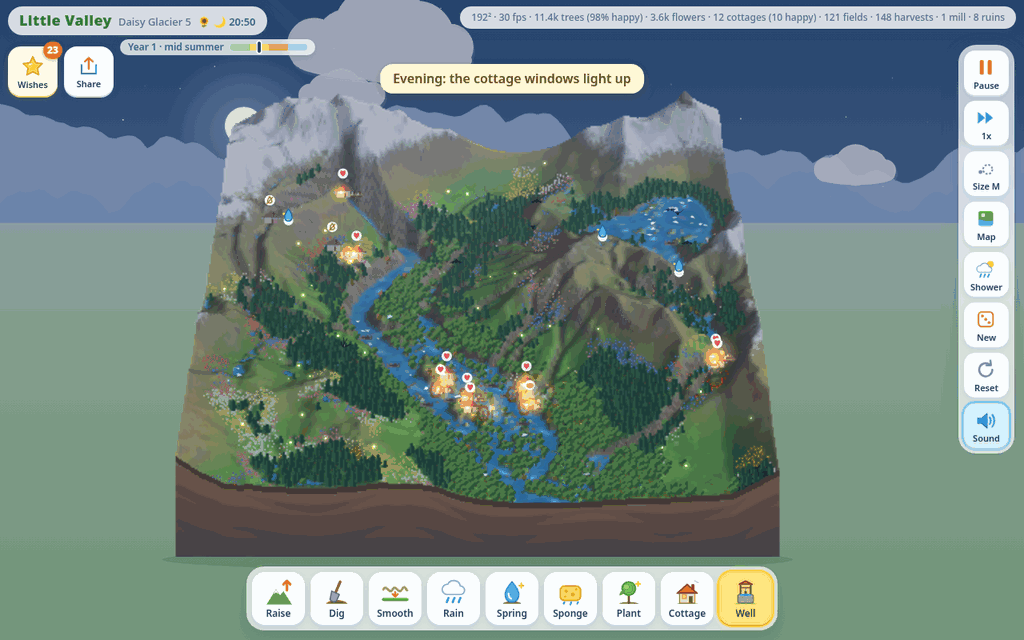 Little Valley Daisy Glacier 5 20:50
192² · 30 fps · 11.4k trees (98% happy) · 3.6k flowers · 12 cottages (10 happy) · 121 fields · 148 harvests · 1 mill · 8 ruins
Year 1 · mid summer
23
Wishes
Share
Evening: the cottage windows light up
Pause
1x
Size M
Map
Shower
New
Reset
Sound
Raise
Dig
Smooth
Rain
Spring
Sponge
Plant
Cottage
Well